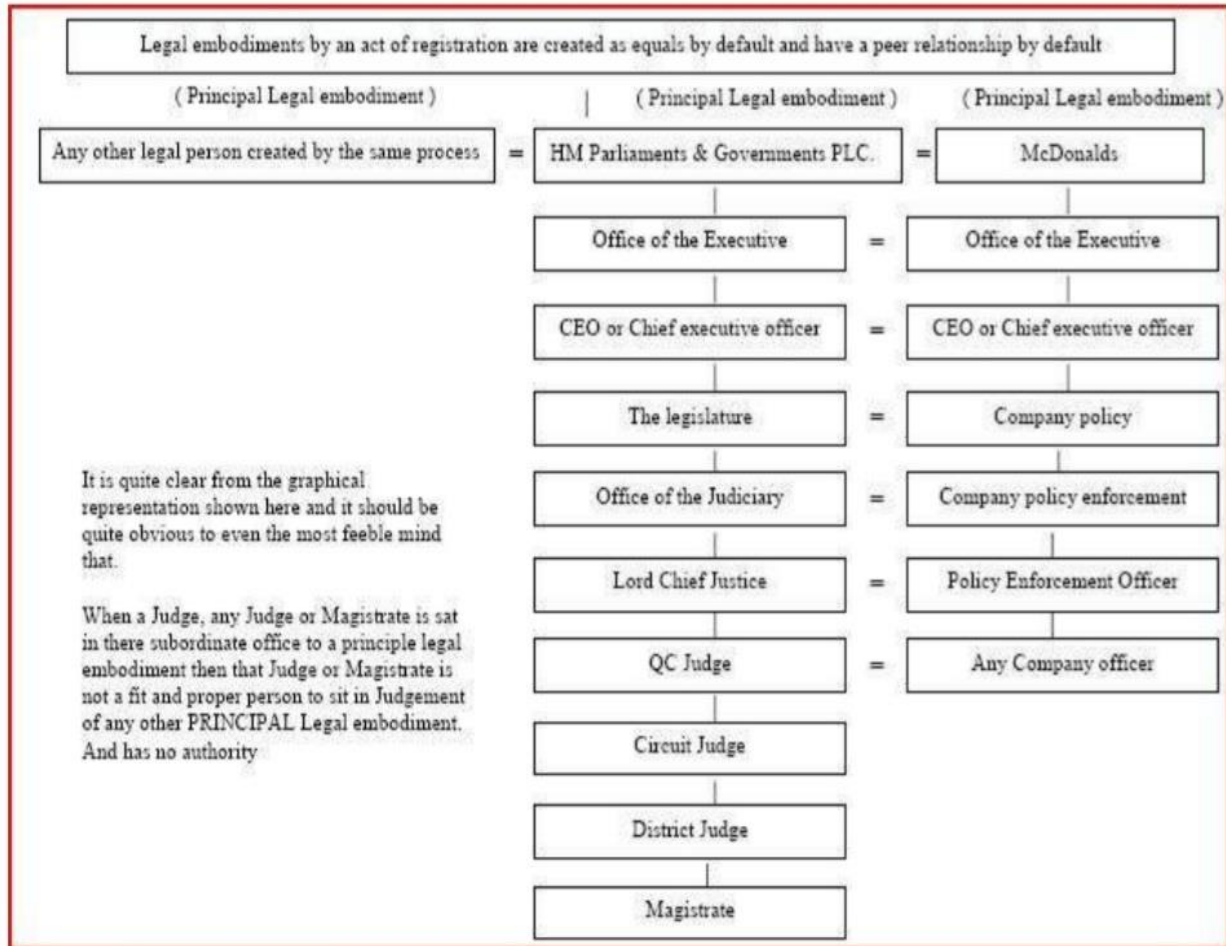 Legal embodiments by an act of registration are created as equals by default and have a peer relationship by default
( Principal Legal embodiment ) ( Principal Legal embodiment ) ( Principal Legal embodiment )
Any other legal person created by the same process = HM Parliaments & Governments PLC. = McDonalds
Office of the Executive = Office of the Executive
CEO or Chief executive officer = CEO or Chief executive officer
The legislature = Company policy
Office of the Judiciary = Company policy enforcement
Lord Chief Justice = Policy Enforcement Officer
QC Judge = Any Company officer
Circuit Judge
District Judge
Magistrate
It is quite clear from the graphical
representation shown here and it should be
quite obvious to even the most feeble mind
that.
When a Judge, any Judge or Magistrate is sat
in there subordinate office to a principle legal
embodiment then that Judge or Magistrate is
not a fit and proper person to sit in Judgement
of any other PRINCIPAL Legal embodiment.
And has no authority